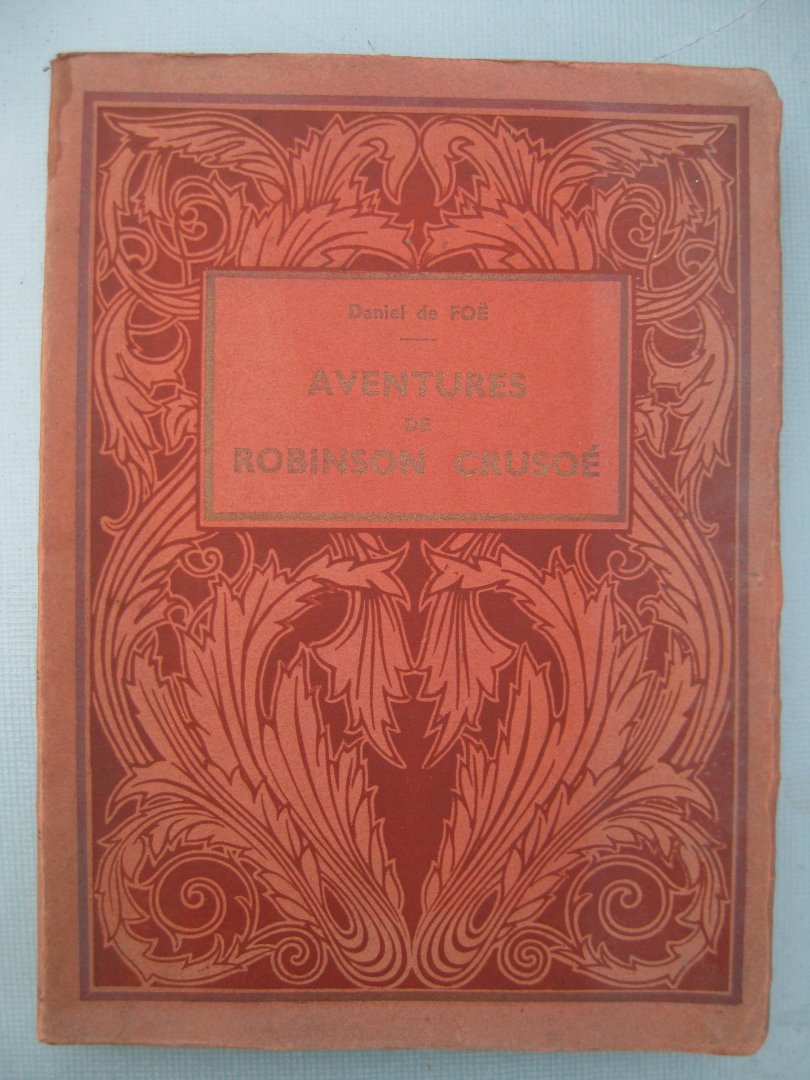 Daniel de FOË
AVENTURES
DE
ROBINSON CRUSOÉ